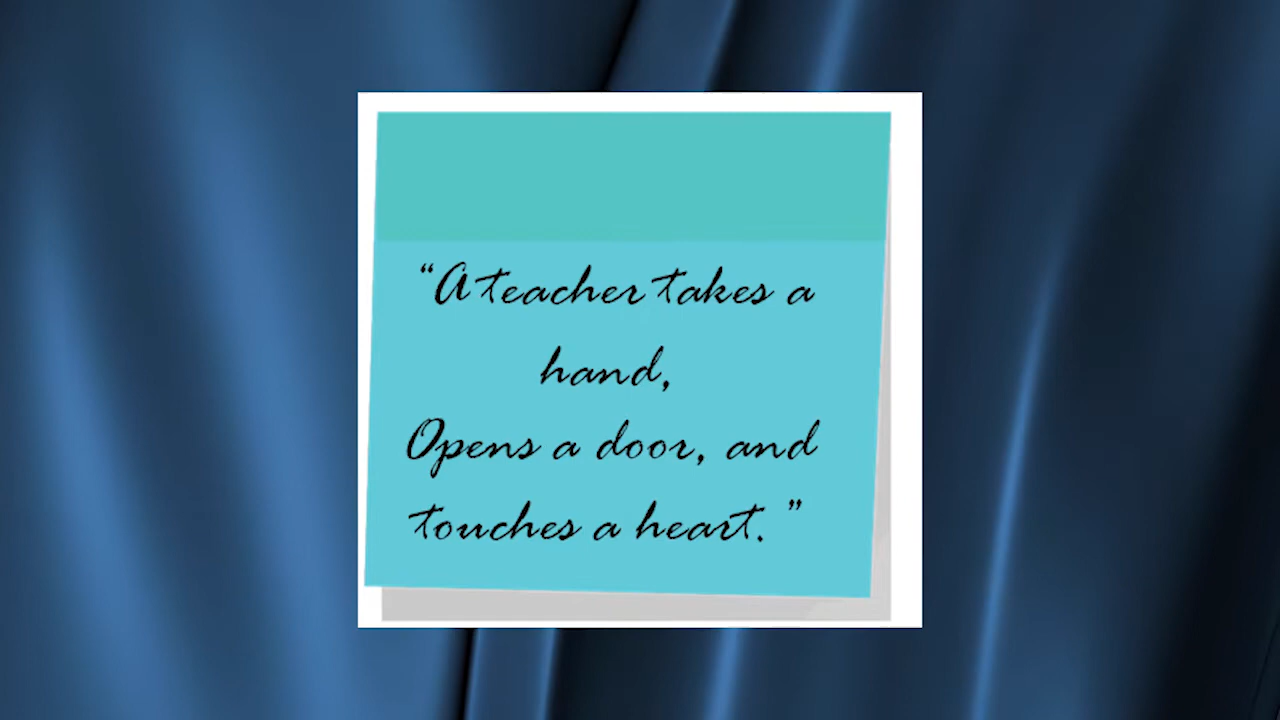 “A teacher takes a
hand,
Opens a door, and
touches a heart. ”